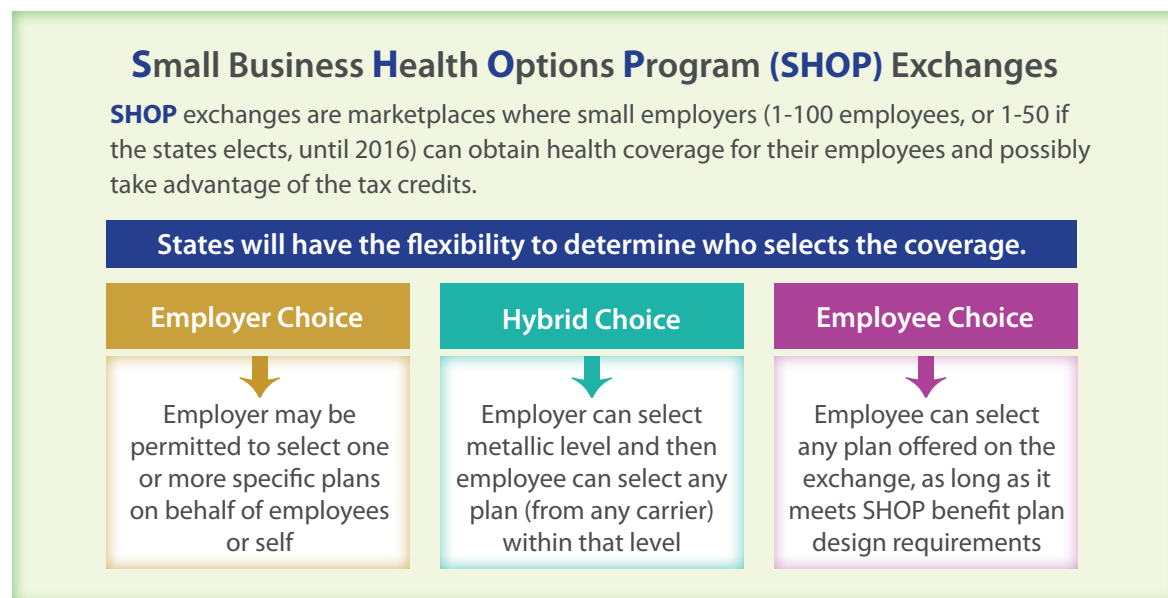 Small Business Health Options Program (SHOP) Exchanges
SHOP exchanges are marketplaces where small employers (1-100 employees, or 1-50 if
the states elects, until 2016) can obtain health coverage for their employees and possibly
take advantage of the tax credits.
States will have the flexibility to determine who selects the coverage.
Employer Choice
Employer may be
permitted to select one
or more specific plans
on behalf of employees
or self
Hybrid Choice
Employer can select
metallic level and then
employee can select any
plan (from any carrier)
within that level
Employee Choice
Employee can select
any plan offered on the
exchange, as long as it
meets SHOP benefit plan
design requirements